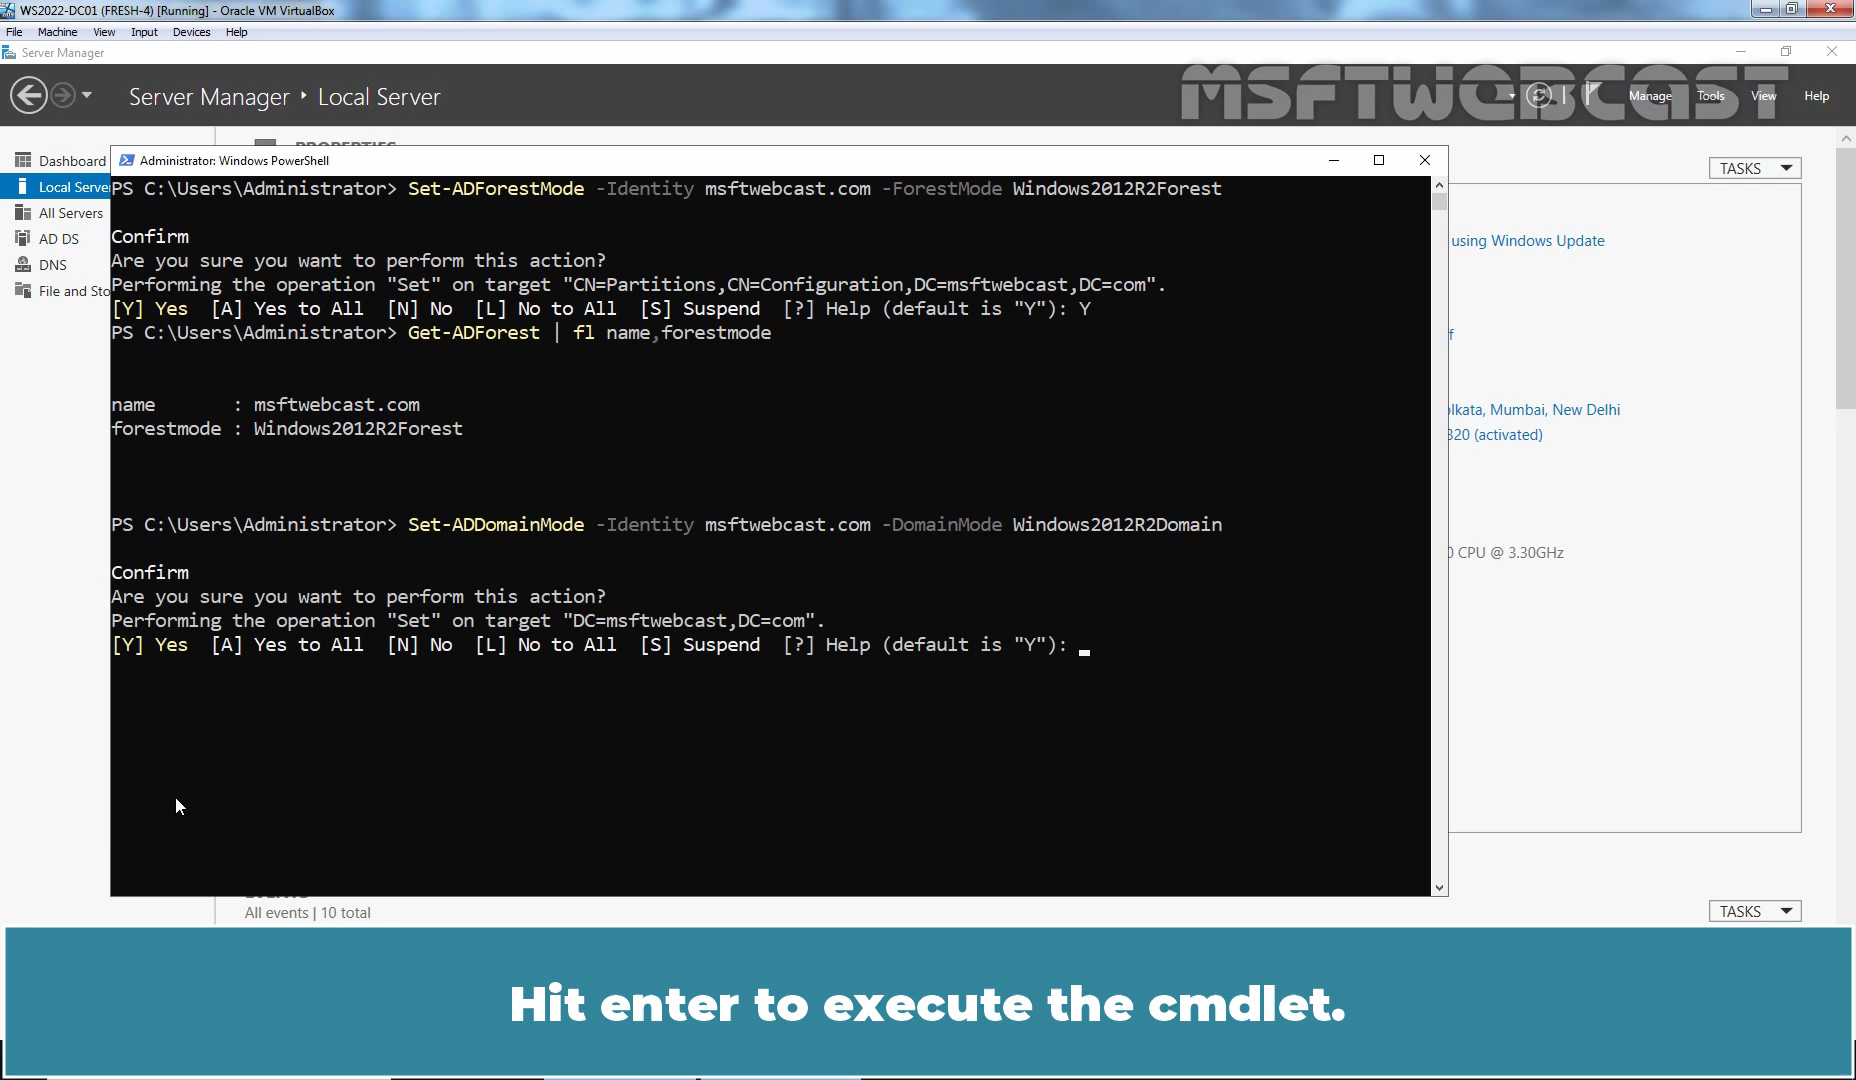 WS2022-DC01 (FRESH-4) [Running] - Oracle VM VirtualBox
File Machine View Input Devices Help
Server Manager
Server Manager ‣ Local Server
MSFTWEBCAST
Manage Tools View Help
PROPERTIES
Dashboard
Local Serve
All Servers
AD DS
DNS
File and Sto
TASKS
Administrator: Windows PowerShell
PS C:\Users\Administrator> Set-ADForestMode -Identity msftwebcast.com -ForestMode Windows2012R2Forest
Confirm
Are you sure you want to perform this action?
Performing the operation "Set" on target "CN=Partitions,CN=Configuration,DC=msftwebcast,DC=com".
[Y] Yes [A] Yes to All [N] No [L] No to All [S] Suspend [?] Help (default is "Y"): Y
PS C:\Users\Administrator> Get-ADForest | fl name,forestmode
name : msftwebcast.com
forestmode : Windows2012R2Forest
PS C:\Users\Administrator> Set-ADDomainMode -Identity msftwebcast.com -DomainMode Windows2012R2Domain
Confirm
Are you sure you want to perform this action?
Performing the operation "Set" on target "DC=msftwebcast,DC=com".
[Y] Yes [A] Yes to All [N] No [L] No to All [S] Suspend [?] Help (default is "Y"):
using Windows Update
f
lkata, Mumbai, New Delhi
320 (activated)
0 CPU @ 3.30GHz
All events | 10 total
TASKS
Hit enter to execute the cmdlet.